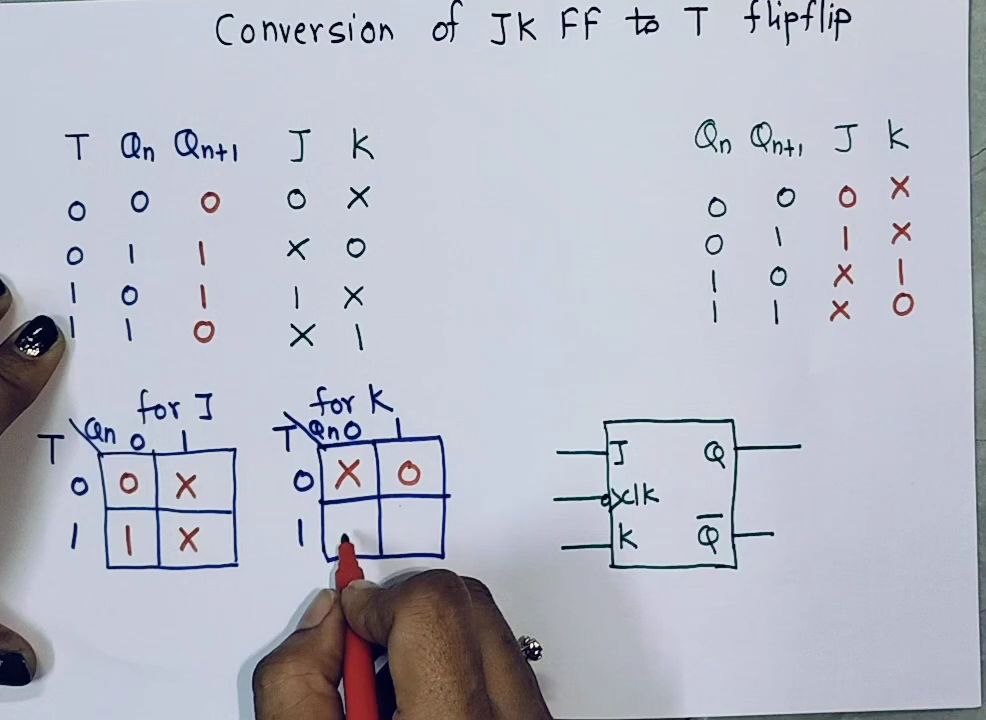 Conversion of JK FF to T flipflip
T Qn Qn+1 J K
0 0 0 0 X
0 1 1 X 0
1 0 1 1 X
1 1 0 X 1
Qn Qn+1 J K
0 0 0 X
0 1 1 X
1 0 X 1
1 1 X 0
for J
T Qn 0 1
0 0 X
1 1 X
for K
T Qn 0 1
0 X 0
1
J Q
clk
K Q̅